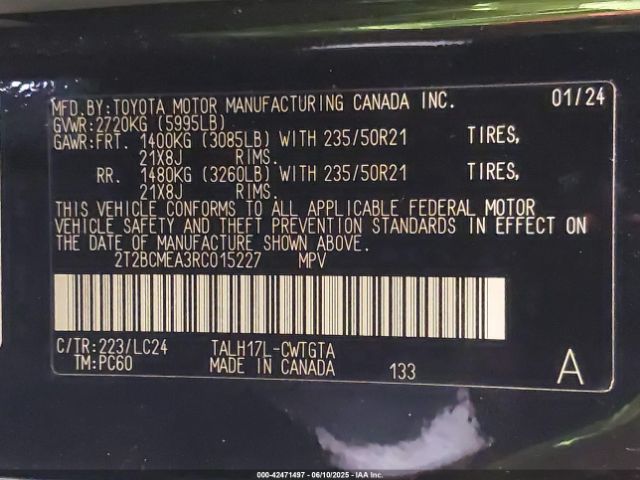 MFD.BY:TOYOTA MOTOR MANUFACTURING CANADA INC. 01/24
GVWR:2720KG (5995LB)
GAWR:FRT. 1400KG (3085LB) WITH 235/50R21 TIRES,
21X8J RIMS.
RR. 1480KG (3260LB) WITH 235/50R21 TIRES,
21X8J RIMS.
THIS VEHICLE CONFORMS TO ALL APPLICABLE FEDERAL MOTOR
VEHICLE SAFETY AND THEFT PREVENTION STANDARDS IN EFFECT ON
THE DATE OF MANUFACTURE SHOWN ABOVE.
2T2BCMEA3RC015227 MPV
C/TR:223/LC24 TALH17L-CWTGTA
TM:PC60 MADE IN CANADA 133 A
000-42471497 - 06/10/2025 - IAA Inc.